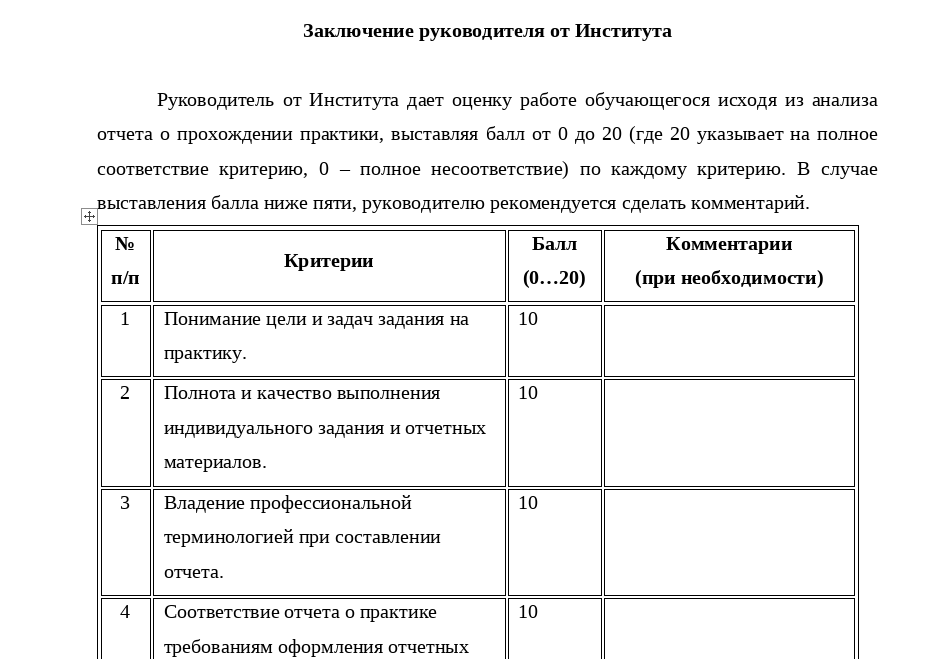 Заключение руководителя от Института
Руководитель от Института дает оценку работе обучающегося исходя из анализа
отчета о прохождении практики, выставляя балл от 0 до 20 (где 20 указывает на полное
соответствие критерию, 0 – полное несоответствие) по каждому критерию. В случае
выставления балла ниже пяти, руководителю рекомендуется сделать комментарий.
№
п/п
Критерии
Балл
(0…20)
Комментарии
(при необходимости)
1
Понимание цели и задач задания на
практику.
10
2
Полнота и качество выполнения
индивидуального задания и отчетных
материалов.
10
3
Владение профессиональной
терминологией при составлении
отчета.
10
4
Соответствие отчета о практике
требованиям оформления отчетных
10